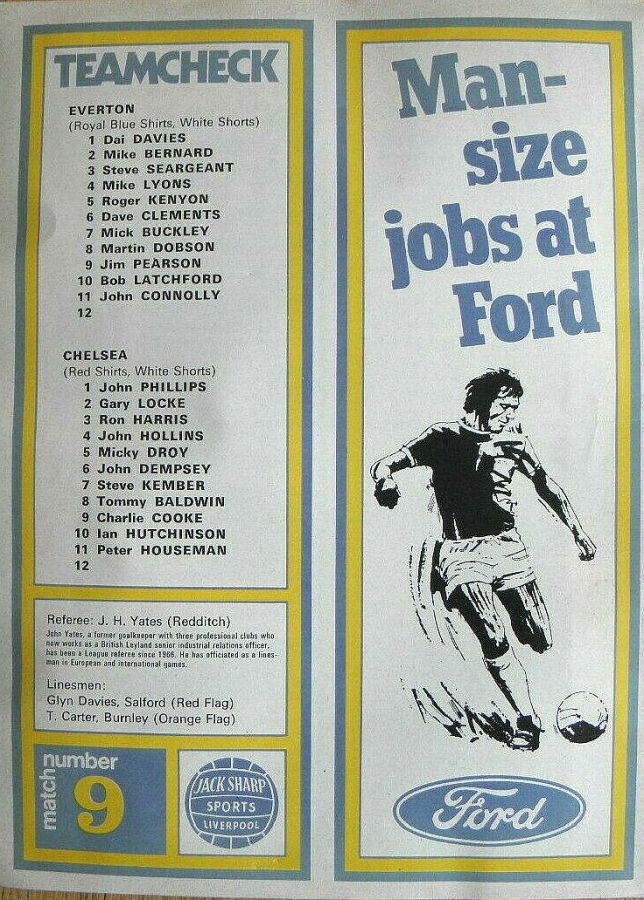 TEAMCHECK
EVERTON
(Royal Blue Shirts, White Shorts)
1 Dai DAVIES
2 Mike BERNARD
3 Steve SEARGEANT
4 Mike LYONS
5 Roger KENYON
6 Dave CLEMENTS
7 Mick BUCKLEY
8 Martin DOBSON
9 Jim PEARSON
10 Bob LATCHFORD
11 John CONNOLLY
12
CHELSEA
(Red Shirts, White Shorts)
1 John PHILLIPS
2 Gary LOCKE
3 Ron HARRIS
4 John HOLLINS
5 Micky DROY
6 John DEMPSEY
7 Steve KEMBER
8 Tommy BALDWIN
9 Charlie COOKE
10 Ian HUTCHINSON
11 Peter HOUSEMAN
12
Referee: J. H. Yates (Redditch)
John Yates, a former goalkeeper with three professional clubs who
now works as a British Leyland senior industrial relations officer,
has been a League referee since 1966. He has officiated as a lines-
man in European and international games.
Linesmen:
Glyn Davies, Salford (Red Flag)
T. Carter, Burnley (Orange Flag)
match number
9
JACK SHARP
SPORTS
LIVERPOOL
Man-
size
jobs at
Ford
Ford